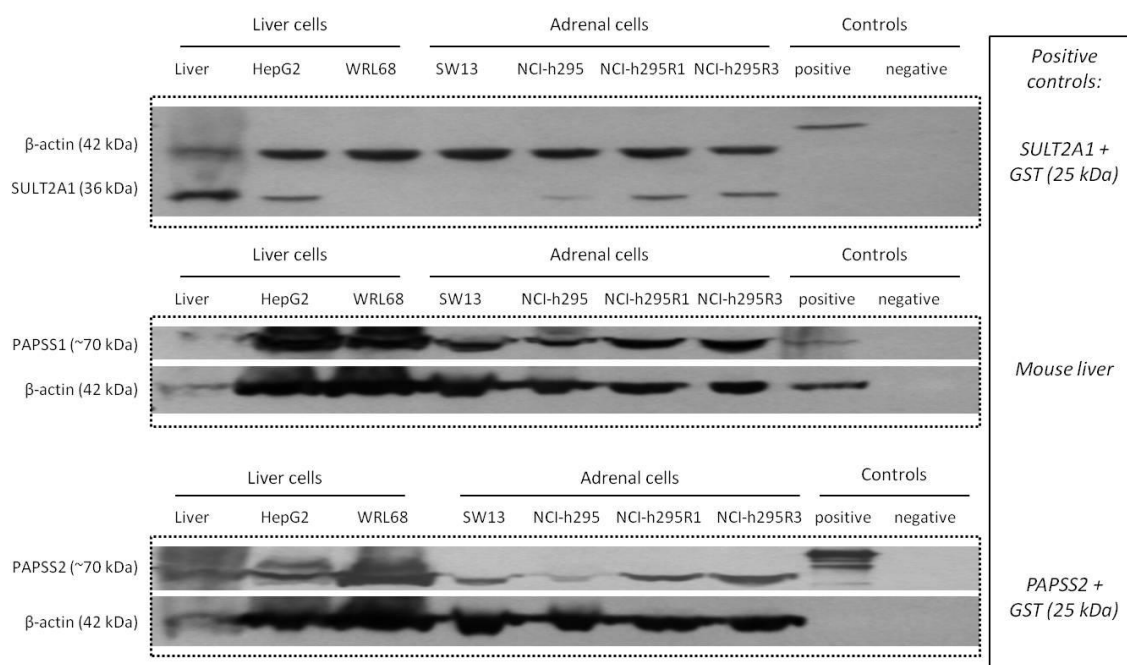 Liver cells Adrenal cells Controls
Liver HepG2 WRL68 SW13 NCI-h295 NCI-h295R1 NCI-h295R3 positive negative
β-actin (42 kDa)
SULT2A1 (36 kDa)
Liver cells Adrenal cells Controls
Liver HepG2 WRL68 SW13 NCI-h295 NCI-h295R1 NCI-h295R3 positive negative
PAPSS1 (~70 kDa)
β-actin (42 kDa)
Liver cells Adrenal cells Controls
Liver HepG2 WRL68 SW13 NCI-h295 NCI-h295R1 NCI-h295R3 positive negative
PAPSS2 (~70 kDa)
β-actin (42 kDa)
Positive
controls:
SULT2A1 +
GST (25 kDa)
Mouse liver
PAPSS2 +
GST (25 kDa)